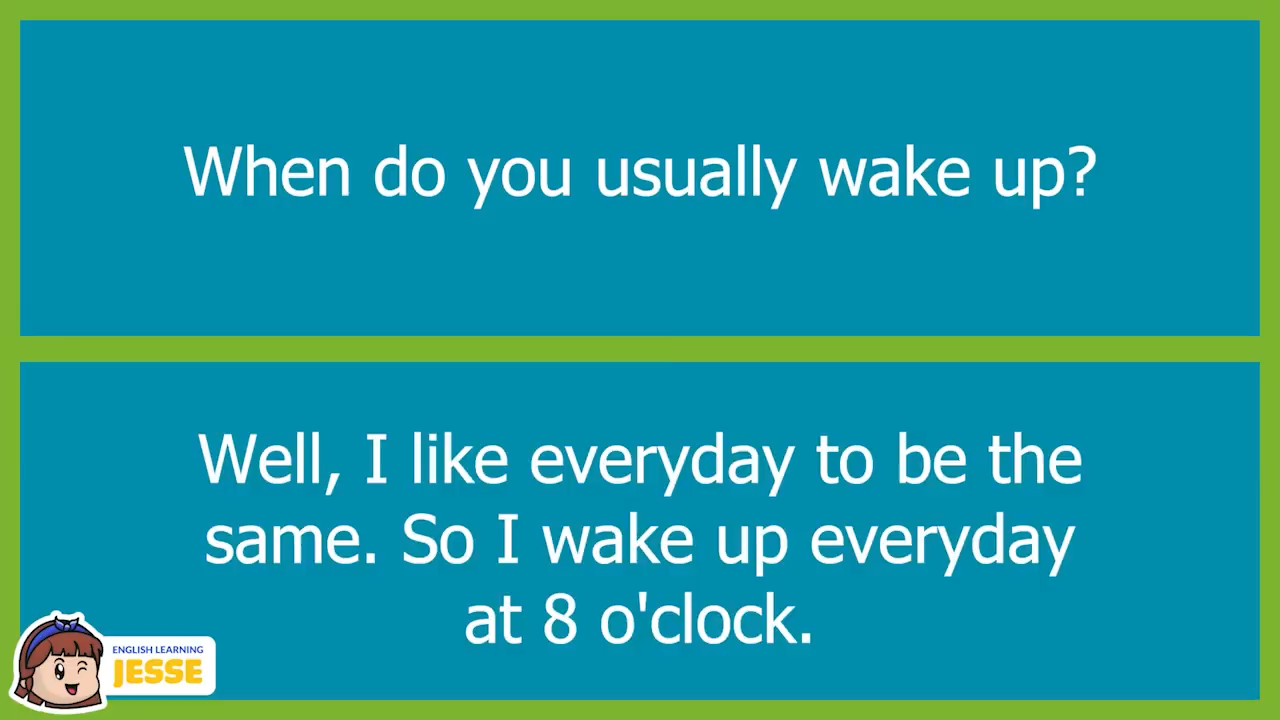 When do you usually wake up?
Well, I like everyday to be the
same. So I wake up everyday
at 8 o'clock.
ENGLISH LEARNING
JESSE